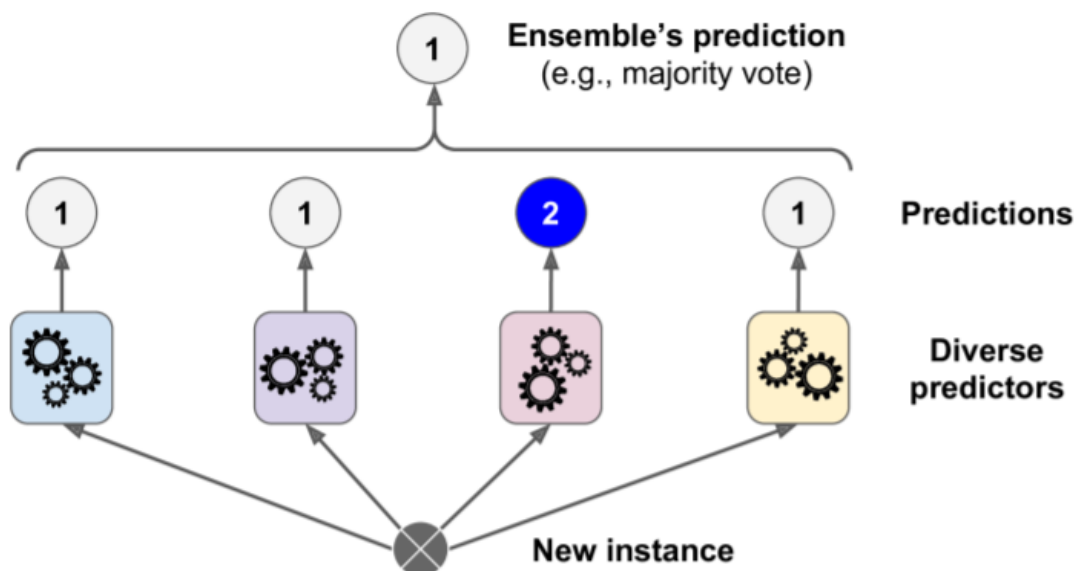 1
Ensemble's prediction
(e.g., majority vote)
1
1
2
1
Predictions
Diverse
predictors
New instance